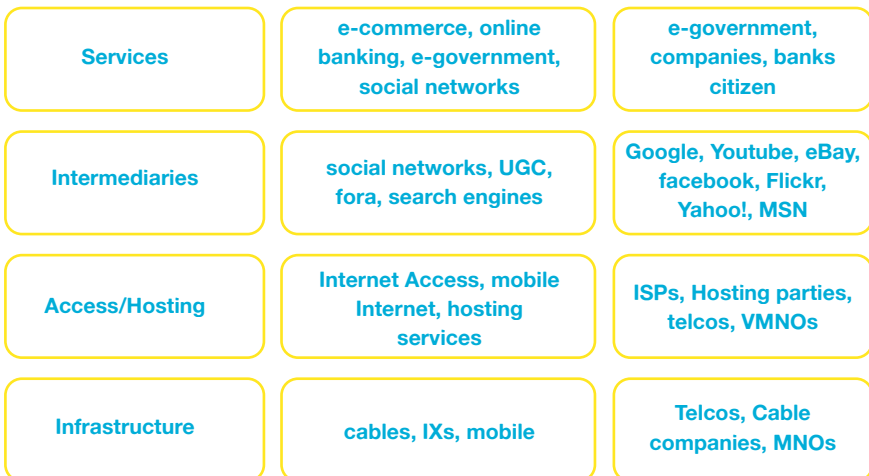 Services
e-commerce, online
banking, e-government,
social networks
e-government,
companies, banks
citizen
Intermediaries
social networks, UGC,
fora, search engines
Google, Youtube, eBay,
facebook, Flickr,
Yahoo!, MSN
Access/Hosting
Internet Access, mobile
Internet, hosting
services
ISPs, Hosting parties,
telcos, VMNOs
Infrastructure
cables, IXs, mobile
Telcos, Cable
companies, MNOs